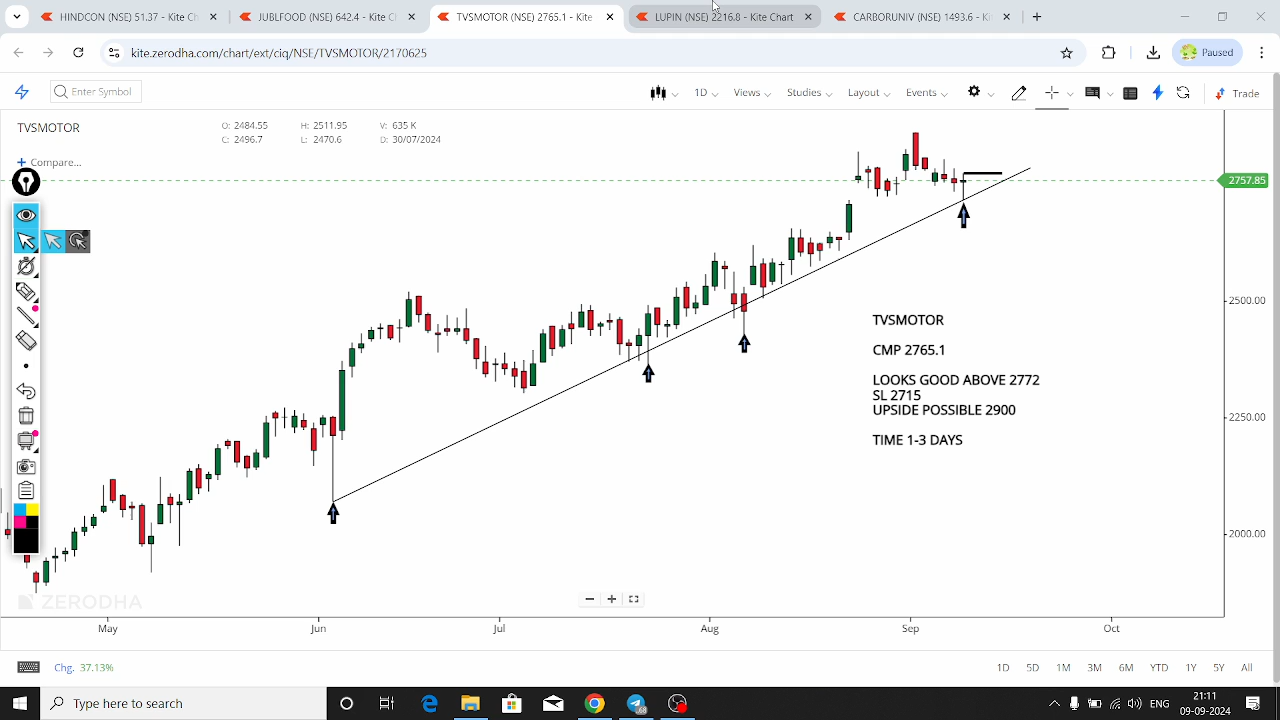 HINDCON (NSE) 51.37 - Kite C
JUBLFOOD (NSE) 642.4 - Kite C
TVSMOTOR (NSE) 2765.1 - Kite
LUPIN (NSE) 2216.8 - Kite Chart
CARBORUNIV (NSE) 1493.6 - K
kite.zerodha.com/chart/ext/ciq/NSE/TVSMOTOR/2170625
Paused
Enter Symbol
1D
Views
Studies
Layout
Events
Trade
TVSMOTOR
O: 2484.55
H: 2511.95
V: 635 K
C: 2496.7
L: 2470.6
D: 30/07/2024
+ Compare...
2757.85
2500.00
2250.00
2000.00
TVSMOTOR
CMP 2765.1
LOOKS GOOD ABOVE 2772
SL 2715
UPSIDE POSSIBLE 2900
TIME 1-3 DAYS
ZERODHA
May
Jun
Jul
Aug
Sep
Oct
Chg. 37.13%
1D
5D
1M
3M
6M
YTD
1Y
5Y
All
Type here to search
68
ENG
21:11
09-09-2024